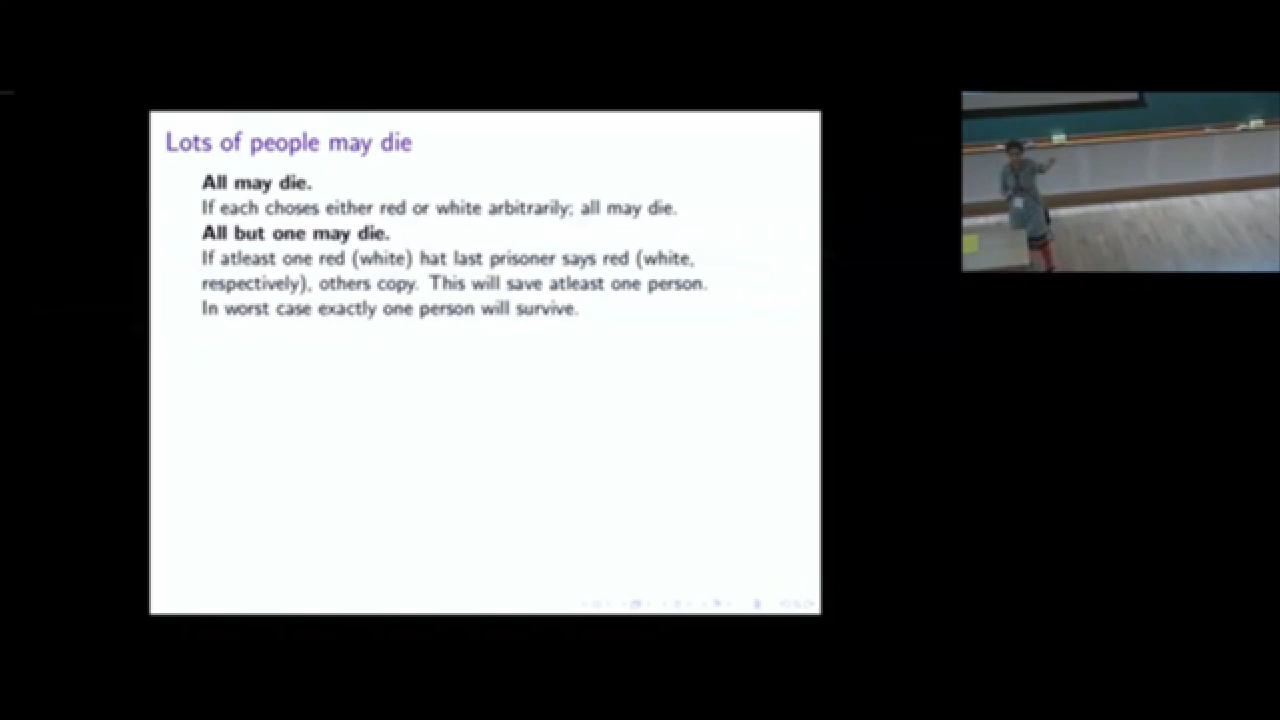 Lots of people may die
All may die.
If each choses either red or white arbitrarily; all may die.
All but one may die.
If atleast one red (white) hat last prisoner says red (white,
respectively), others copy. This will save atleast one person.
In worst case exactly one person will survive.